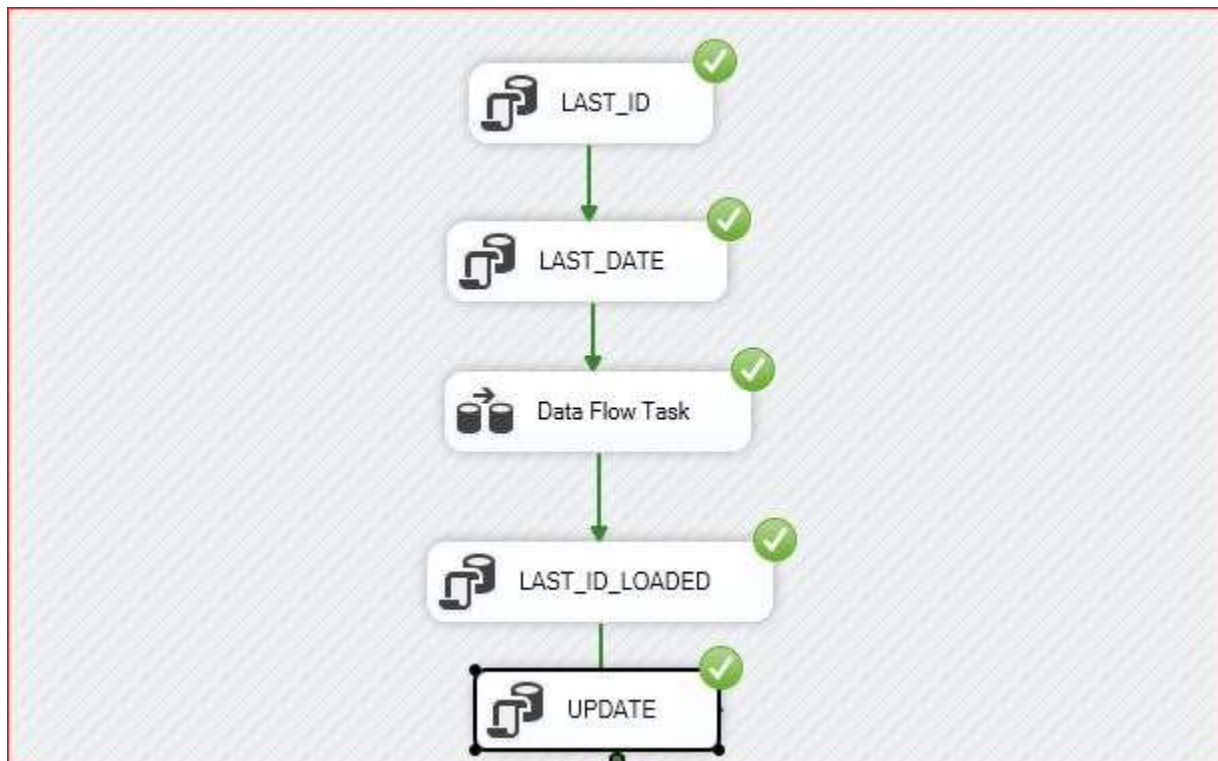 LAST_ID
LAST_DATE
Data Flow Task
LAST_ID_LOADED
UPDATE